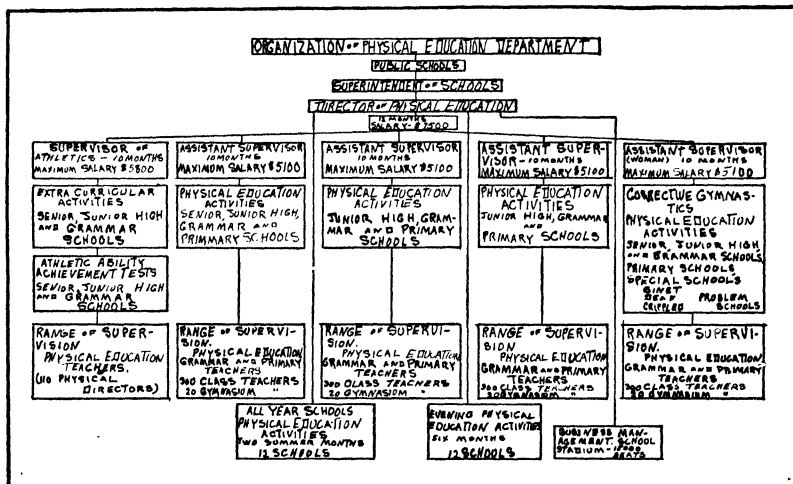 ORGANIZATION OF PHYSICAL EDUCATION DEPARTMENT
PUBLIC SCHOOLS
SUPERINTENDENT OF SCHOOLS
DIRECTOR OF PHYSICAL EDUCATION
12 MONTHS
SALARY - $7500
SUPERVISOR OF
ATHLETICS - 10 MONTHS
MAXIMUM SALARY $5800
EXTRA CURRICULAR
ACTIVITIES
SENIOR, JUNIOR HIGH
AND GRAMMAR
SCHOOLS
ATHLETIC ABILITY
ACHIEVEMENT TESTS
SENIOR, JUNIOR HIGH
AND GRAMMAR
SCHOOLS
RANGE OF SUPER-
VISION
PHYSICAL EDUCATION
TEACHERS.
(110 PHYSICAL
DIRECTORS)
ASSISTANT SUPERVISOR
10 MONTHS
MAXIMUM SALARY $5100
PHYSICAL EDUCATION
ACTIVITIES
SENIOR, JUNIOR HIGH,
GRAMMAR AND
PRIMMARY SCHOOLS
RANGE OF SUPERVI-
SION.
PHYSICAL EDUCATION
GRAMMAR AND PRIMARY
TEACHERS
300 CLASS TEACHERS
20 GYMNASIUM "
ASSISTANT SUPERVISOR
10 MONTHS
MAXIMUM SALARY $5100
PHYSICAL EDUCATION
ACTIVITIES
JUNIOR HIGH, GRAM-
MAR AND PRIMARY
SCHOOLS
RANGE OF SUPERVI-
SION.
PHYSICAL EDUCATION
GRAMMAR AND PRIMARY
TEACHERS
300 CLASS TEACHERS
20 GYMNASIUM "
ASSISTANT SUPER-
VISOR - 10 MONTHS
MAXIMUM SALARY $5100
PHYSICAL EDUCATION
ACTIVITIES
JUNIOR HIGH, GRAMMAR
AND
PRIMARY SCHOOLS
RANGE OF SUPERVI-
SION
PHYSICAL EDUCATION
GRAMMAR AND PRIMARY
TEACHERS
300 CLASS TEACHERS
20 GYMNASIUM "
ASSISTANT SUPERVISOR
(WOMAN) 10 MONTHS
MAXIMUM SALARY $5100
CORRECTIVE GYMNAS-
TICS
PHYSICAL EDUCATION
ACTIVITIES
SENIOR, JUNIOR HIGH,
AND GRAMMAR SCHOOLS,
PRIMARY SCHOOLS
SPECIAL SCHOOLS
BINET
DEAF PROBLEM
CRIPPLED SCHOOLS
RANGE OF SUPERVI-
SION.
PHYSICAL EDUCATION
GRAMMAR AND PRIMARY
TEACHERS
300 CLASS TEACHERS
20 GYMNASIUM "
ALL YEAR SCHOOLS
PHYSICAL EDUCATION
ACTIVITIES
TWO SUMMER MONTHS
12 SCHOOLS
EVENING PHYSICAL
EDUCATION ACTIVITIES
SIX MONTHS
12 SCHOOLS
BUSINESS MAN-
AGEMENT. SCHOOL
STADIUM -
SEATS